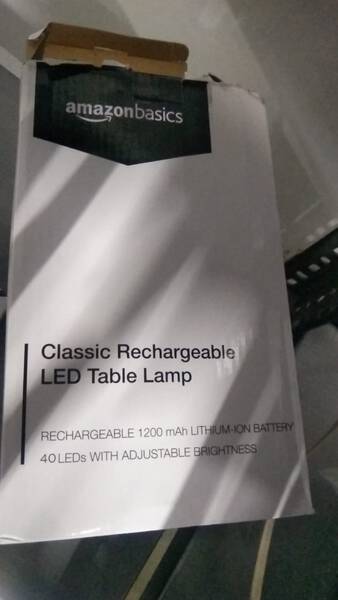 amazonbasics
Classic Rechargeable
LED Table Lamp
RECHARGEABLE 1200 mAh LITHIUM-ION BATTERY
40 LEDs WITH ADJUSTABLE BRIGHTNESS